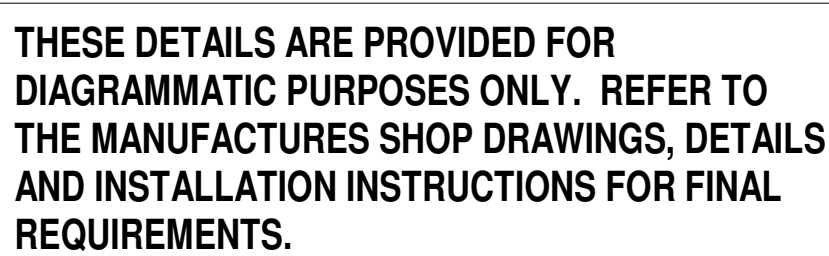 THESE DETAILS ARE PROVIDED FOR
DIAGRAMMATIC PURPOSES ONLY.  REFER TO
THE MANUFACTURES SHOP DRAWINGS, DETAILS
AND INSTALLATION INSTRUCTIONS FOR FINAL
REQUIREMENTS.